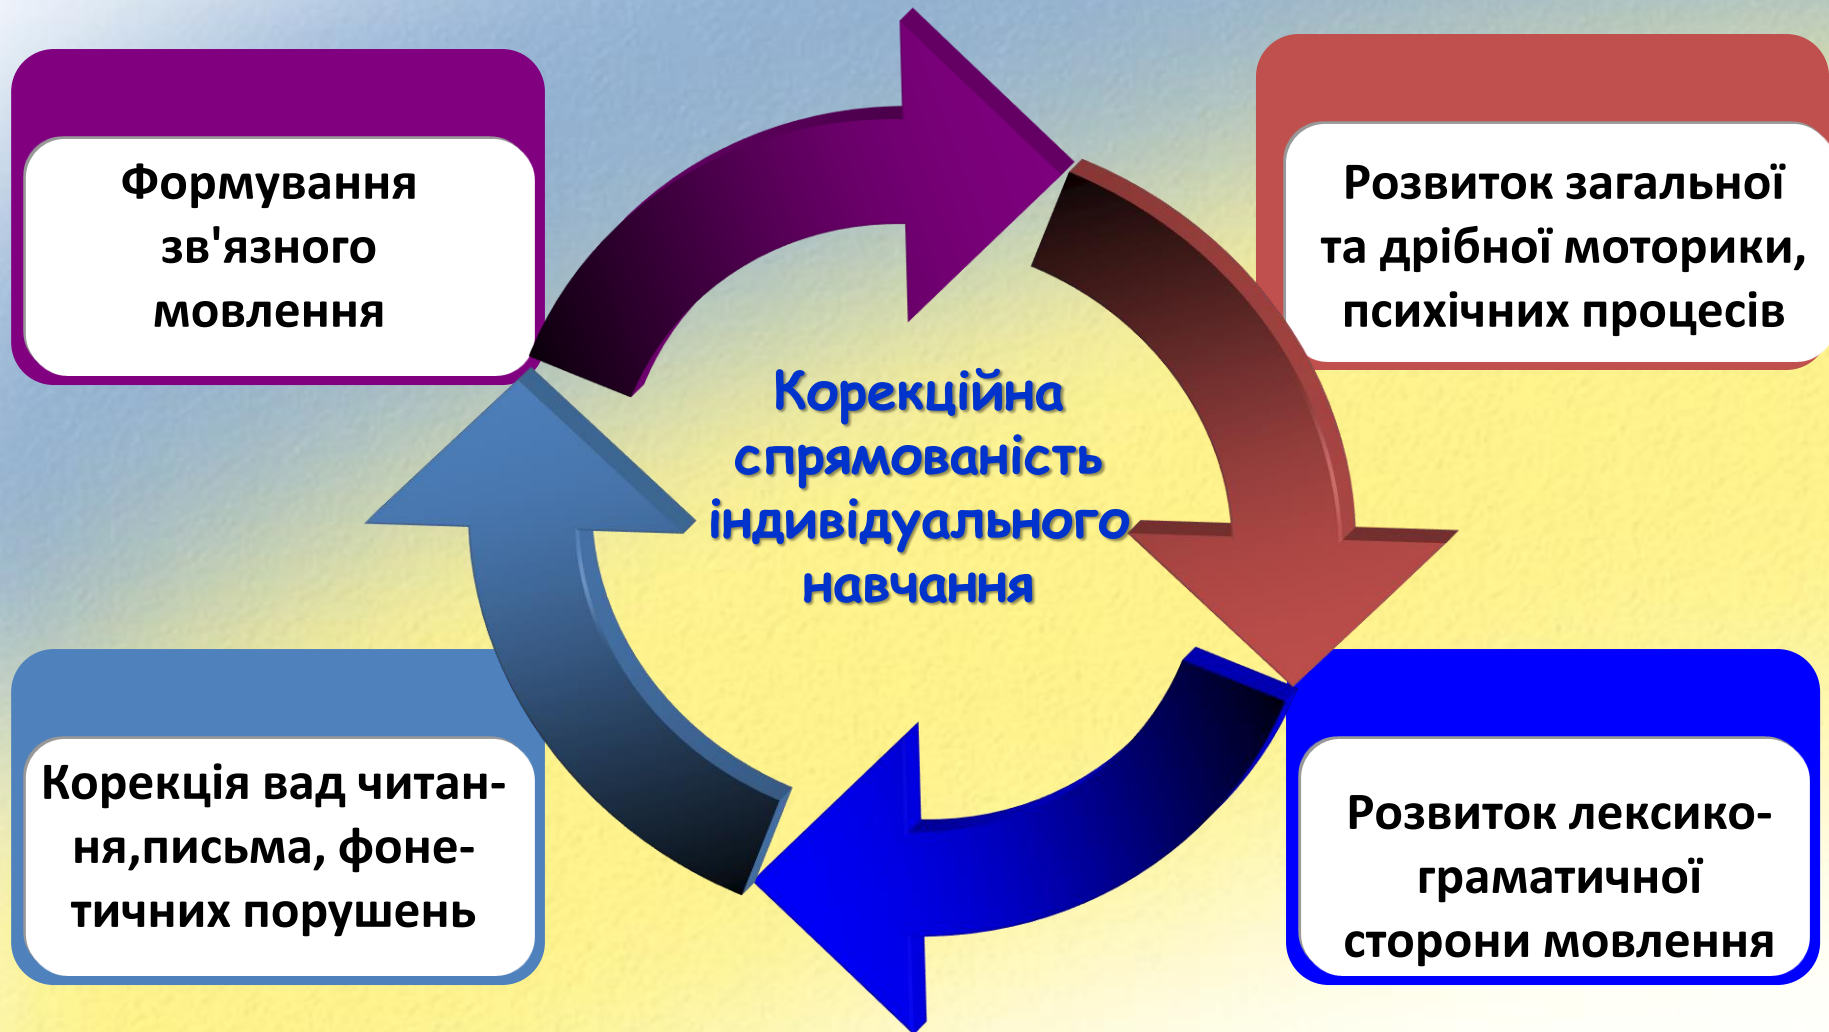 Формування
зв'язного
мовлення
Розвиток загальної
та дрібної моторики,
психічних процесів
Корекційна
спрямованість
індивідуального
навчання
Корекція вад читан-
ня,письма, фоне-
тичних порушень
Розвиток лексико-
граматичної
сторони мовлення